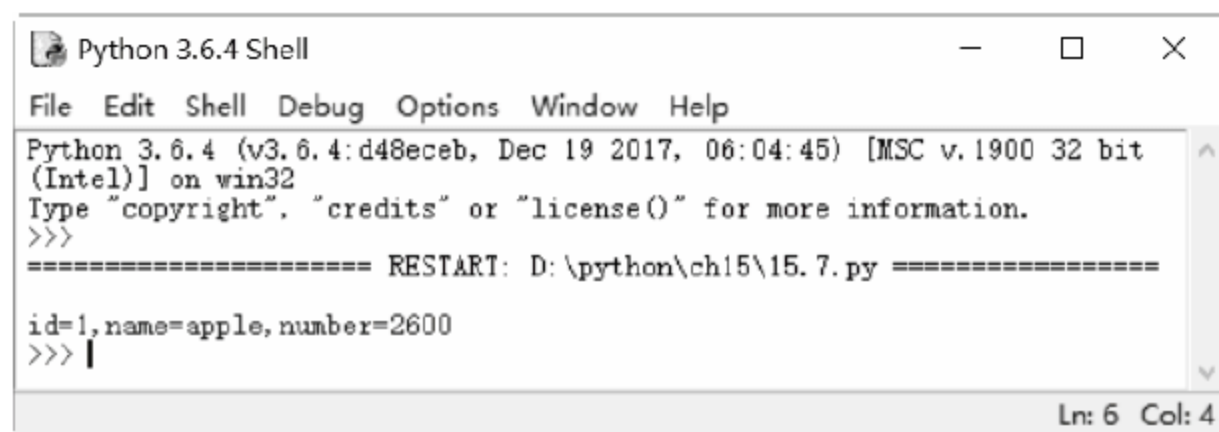 Python 3.6.4 Shell
File Edit Shell Debug Options Window Help
Python 3.6.4 (v3.6.4:d48eceb, Dec 19 2017, 06:04:45) [MSC v.1900 32 bit
(Intel)] on win32
Type "copyright", "credits" or "license()" for more information.
>>>
====================== RESTART: D:\python\ch15\15.7.py =================
id=1,name=apple,number=2600
>>>
Ln: 6 Col: 4